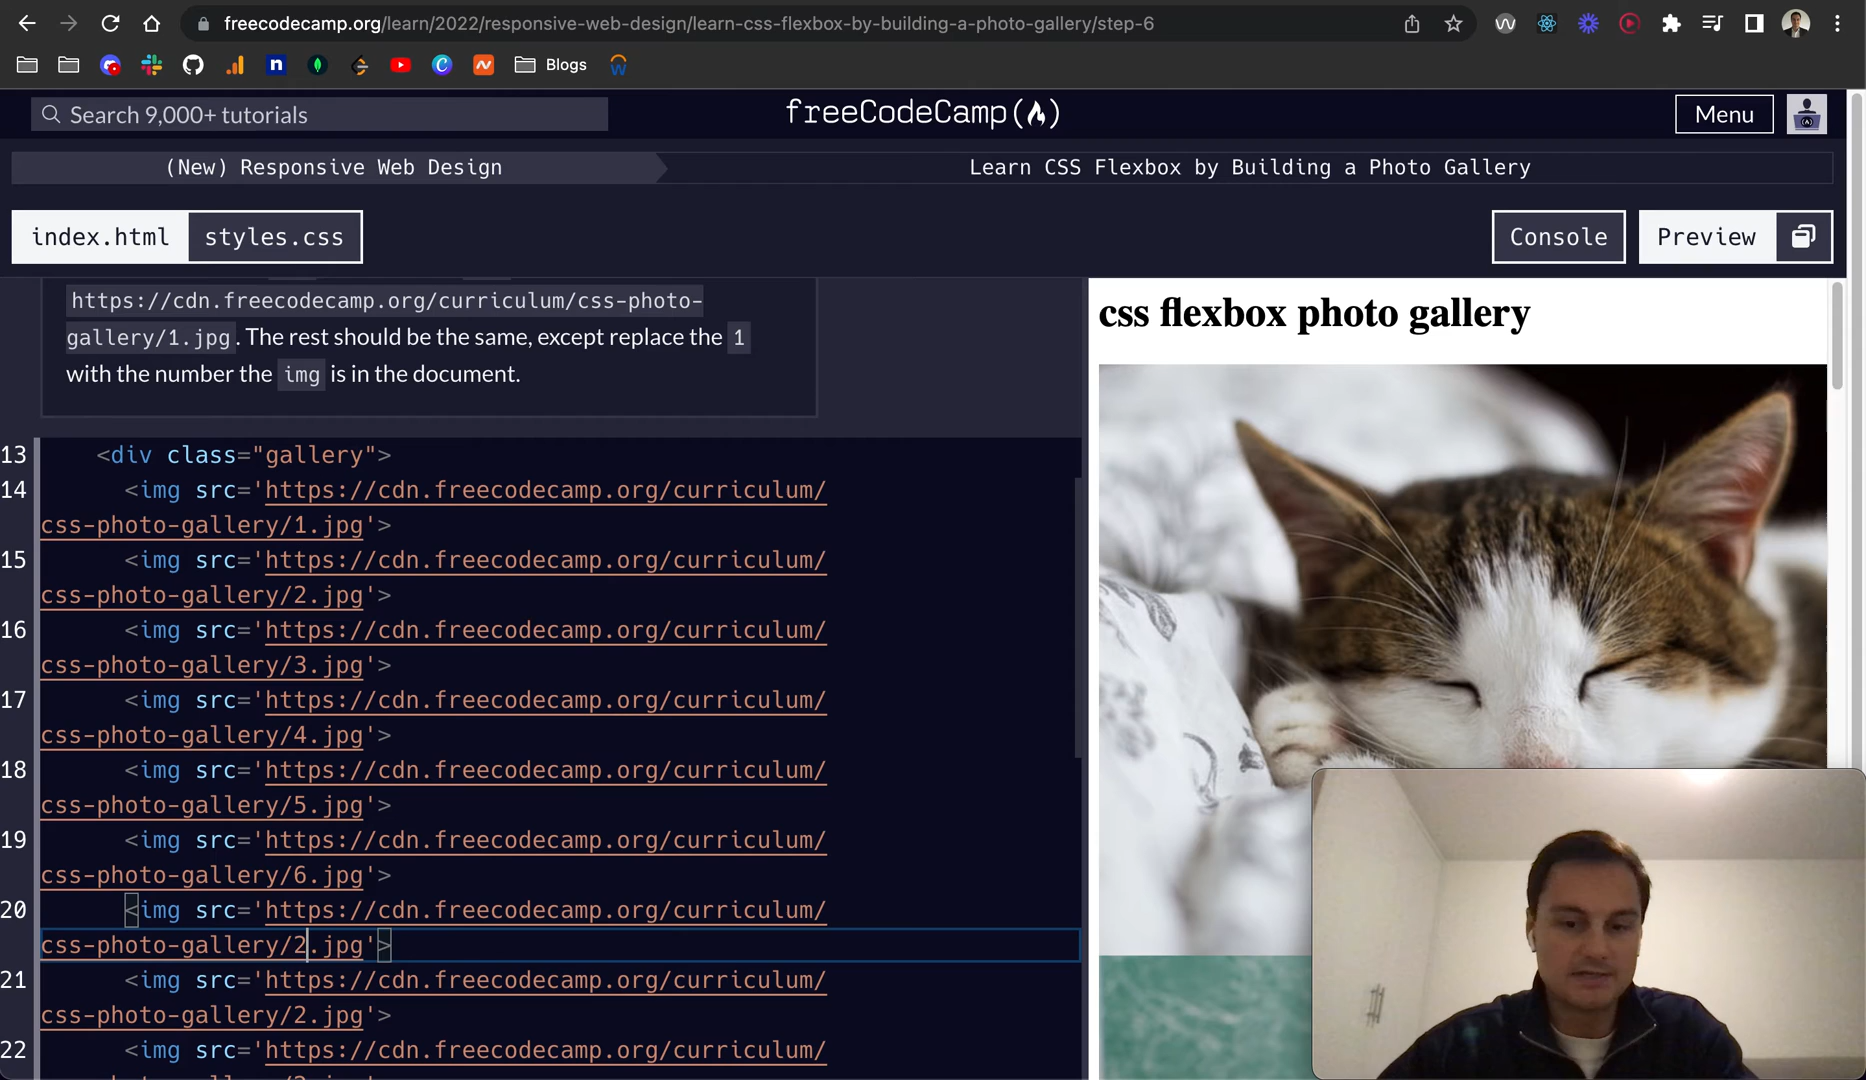 freecodecamp.org/learn/2022/responsive-web-design/learn-css-flexbox-by-building-a-photo-gallery/step-6
Blogs
Search 9,000+ tutorials
freeCodeCamp
Menu
(New) Responsive Web Design
Learn CSS Flexbox by Building a Photo Gallery
index.html styles.css
Console Preview
https://cdn.freecodecamp.org/curriculum/css-photo-
gallery/1.jpg. The rest should be the same, except replace the 1
with the number the img is in the document.
13 <div class="gallery">
14 <img src='https://cdn.freecodecamp.org/curriculum/
css-photo-gallery/1.jpg'>
15 <img src='https://cdn.freecodecamp.org/curriculum/
css-photo-gallery/2.jpg'>
16 <img src='https://cdn.freecodecamp.org/curriculum/
css-photo-gallery/3.jpg'>
17 <img src='https://cdn.freecodecamp.org/curriculum/
css-photo-gallery/4.jpg'>
18 <img src='https://cdn.freecodecamp.org/curriculum/
css-photo-gallery/5.jpg'>
19 <img src='https://cdn.freecodecamp.org/curriculum/
css-photo-gallery/6.jpg'>
20 <img src='https://cdn.freecodecamp.org/curriculum/
css-photo-gallery/2.jpg'>
21 <img src='https://cdn.freecodecamp.org/curriculum/
css-photo-gallery/2.jpg'>
22 <img src='https://cdn.freecodecamp.org/curriculum/
css flexbox photo gallery